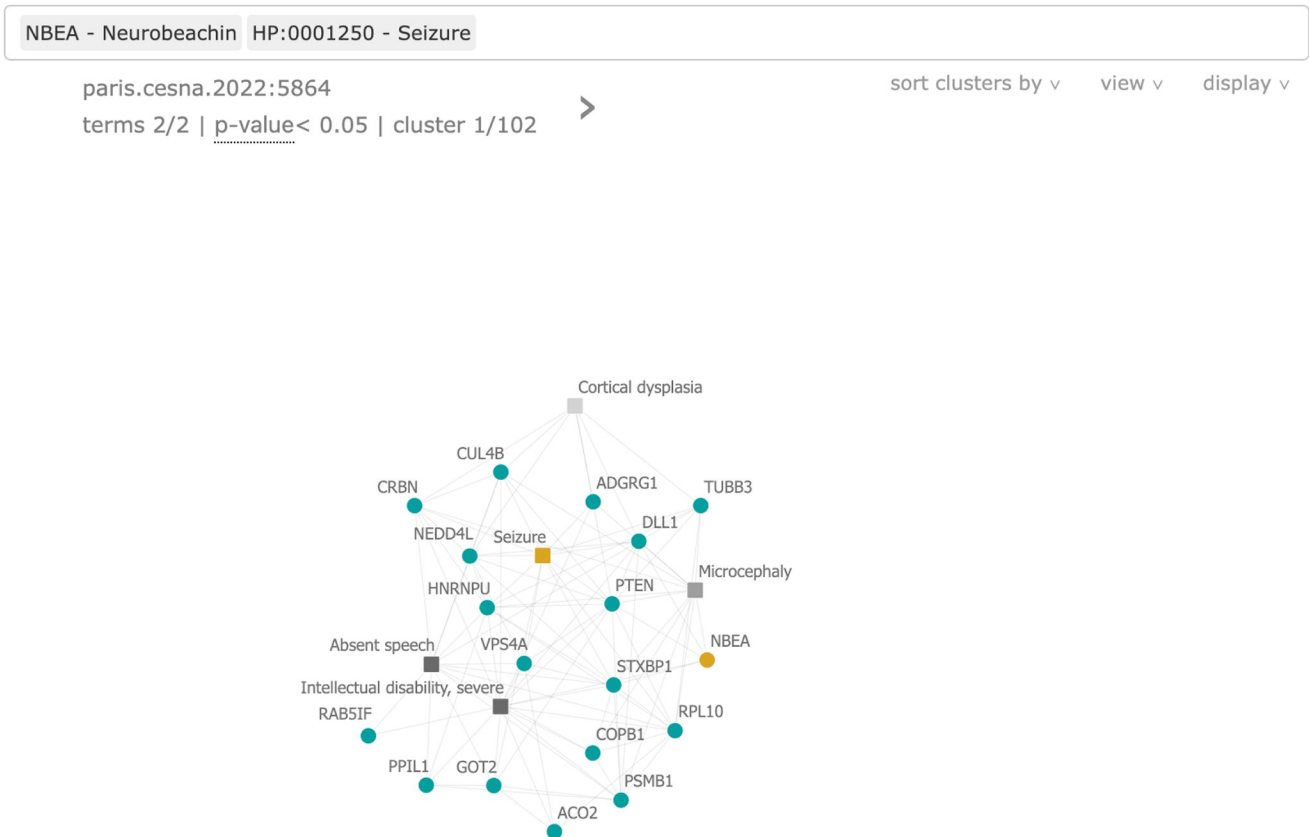 NBEA - Neurobeachin HP:0001250 - Seizure
paris.cesna.2022:5864
sort clusters by v view v display v
terms 2/2 | p-value< 0.05 | cluster 1/102
Cortical dysplasia
CUL4B
ADGRG1
CRBN
TUBB3
DLL1
NEDD4L
Seizure
Microcephaly
HNRNPU
PTEN
NBEA
Absent speech
VPS4A
STXBP1
Intellectual disability, severe
RAB5IF
RPL10
COPB1
PPIL1
GOT2
PSMB1
ACO2